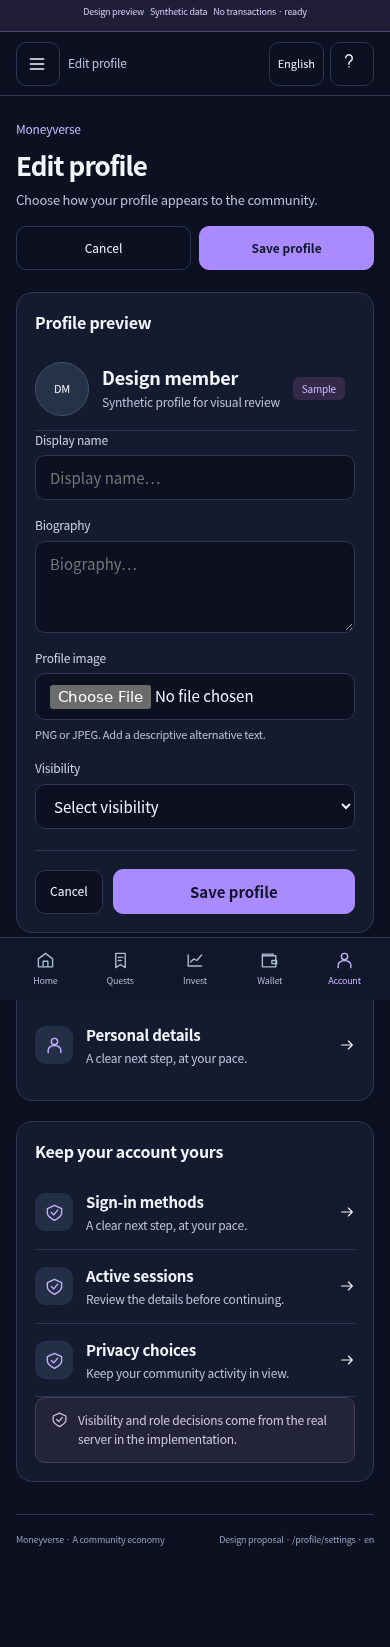 Design preview Synthetic data No transactions · ready
Edit profile
English
?
Moneyverse
Edit profile
Choose how your profile appears to the community.
Cancel
Save profile
Profile preview
DM
Design member
Synthetic profile for visual review
Sample
Display name
Display name…
Biography
Biography…
Profile image
Choose File No file chosen
PNG or JPEG. Add a descriptive alternative text.
Visibility
Select visibility
Cancel
Save profile
Home
Quests
Invest
Wallet
Account
Personal details
A clear next step, at your pace.
Keep your account yours
Sign-in methods
A clear next step, at your pace.
Active sessions
Review the details before continuing.
Privacy choices
Keep your community activity in view.
Visibility and role decisions come from the real
server in the implementation.
Moneyverse · A community economy
Design proposal · /profile/settings · en